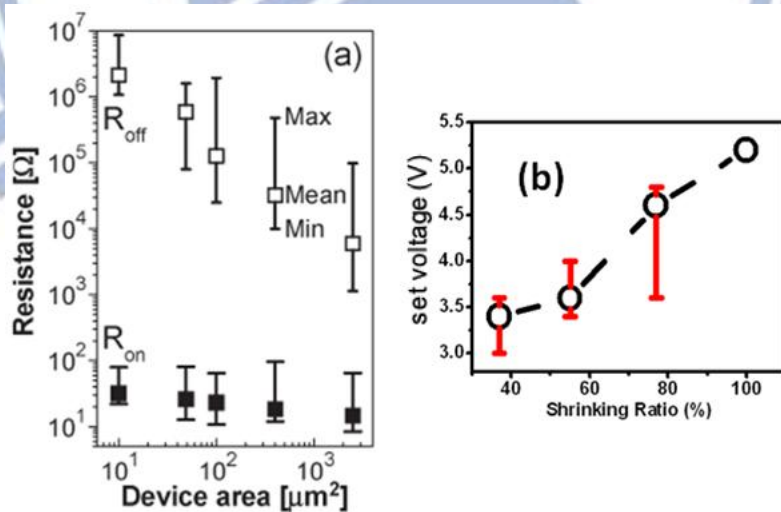 (a)
10^7
10^6
10^5
10^4
10^3
10^2
10^1
Resistance [Ω]
R_off
Max
Mean
Min
R_on
10^1
10^2
10^3
Device area [μm^2]
(b)
5.5
5.0
4.5
4.0
3.5
3.0
set voltage (V)
40
60
80
100
Shrinking Ratio (%)